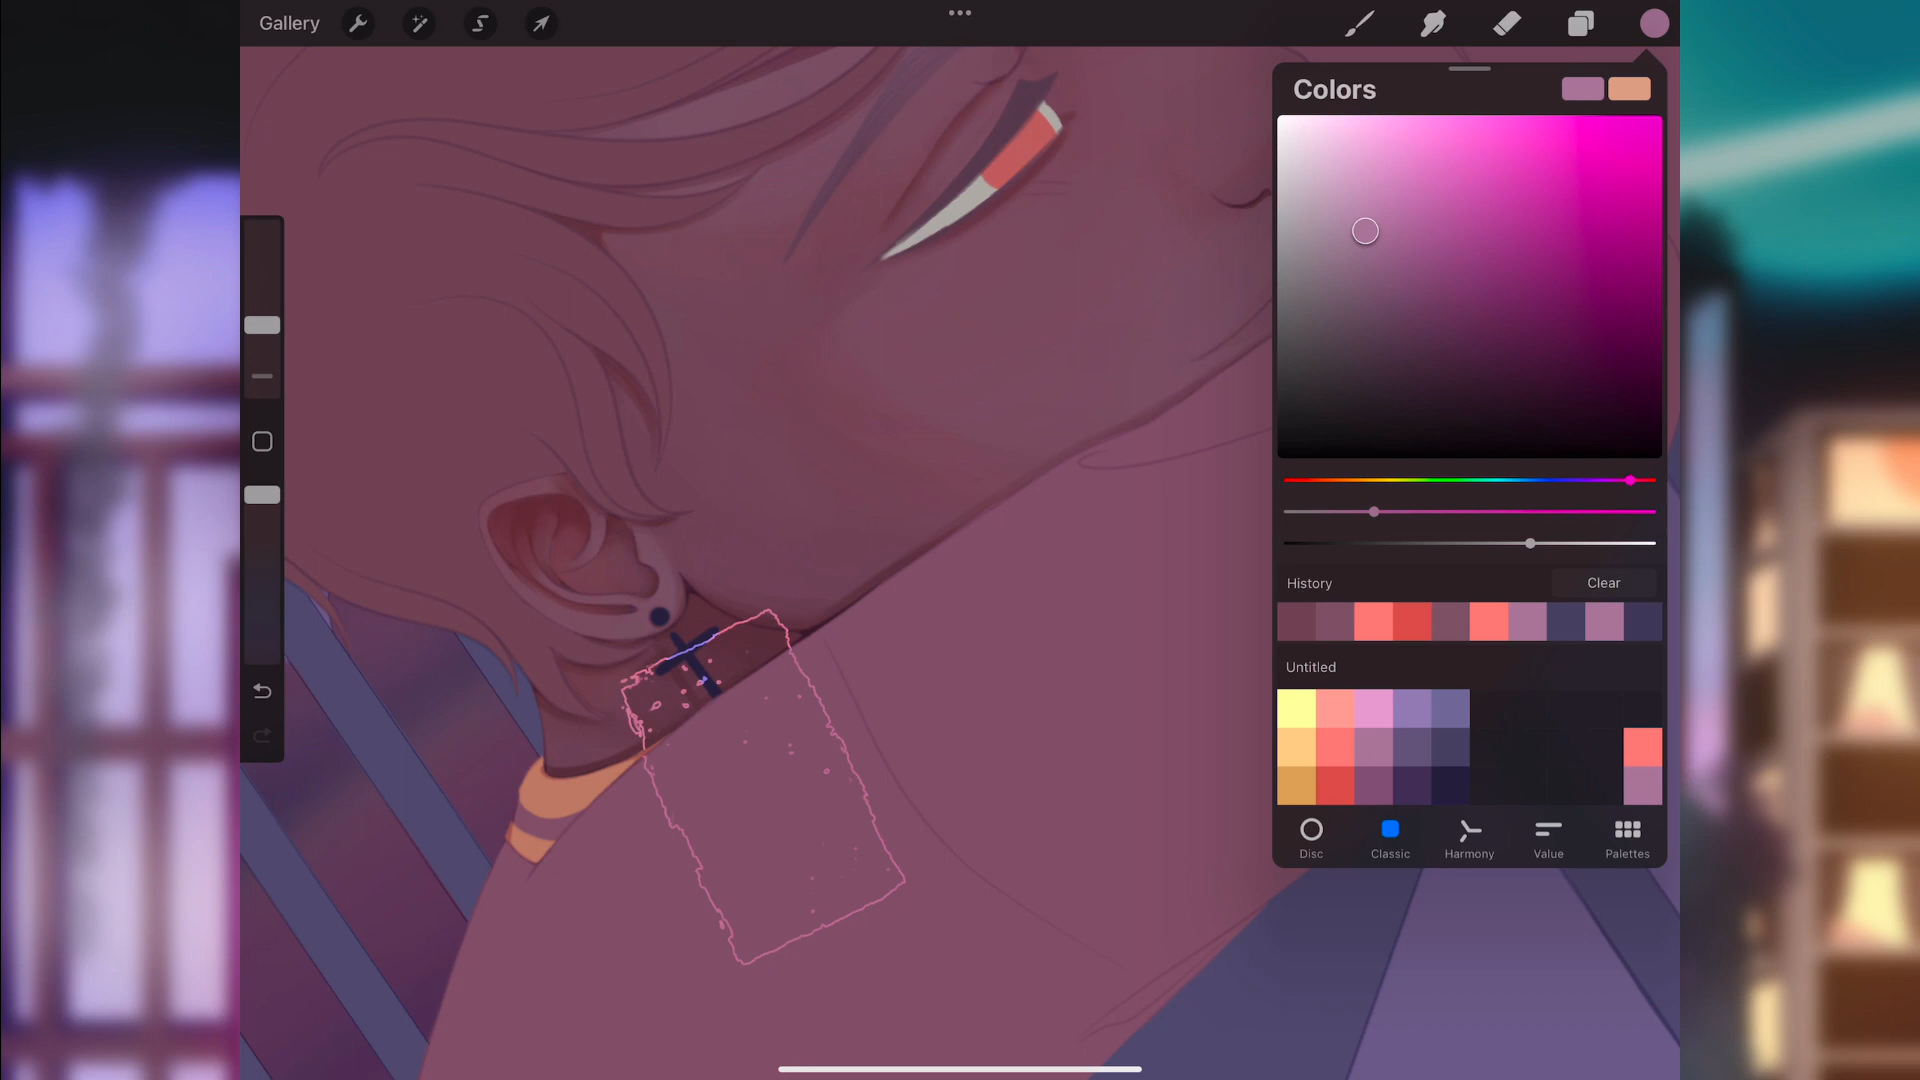 Gallery
Colors
History
Clear
Untitled
Disc
Classic
Harmony
Value
Palettes